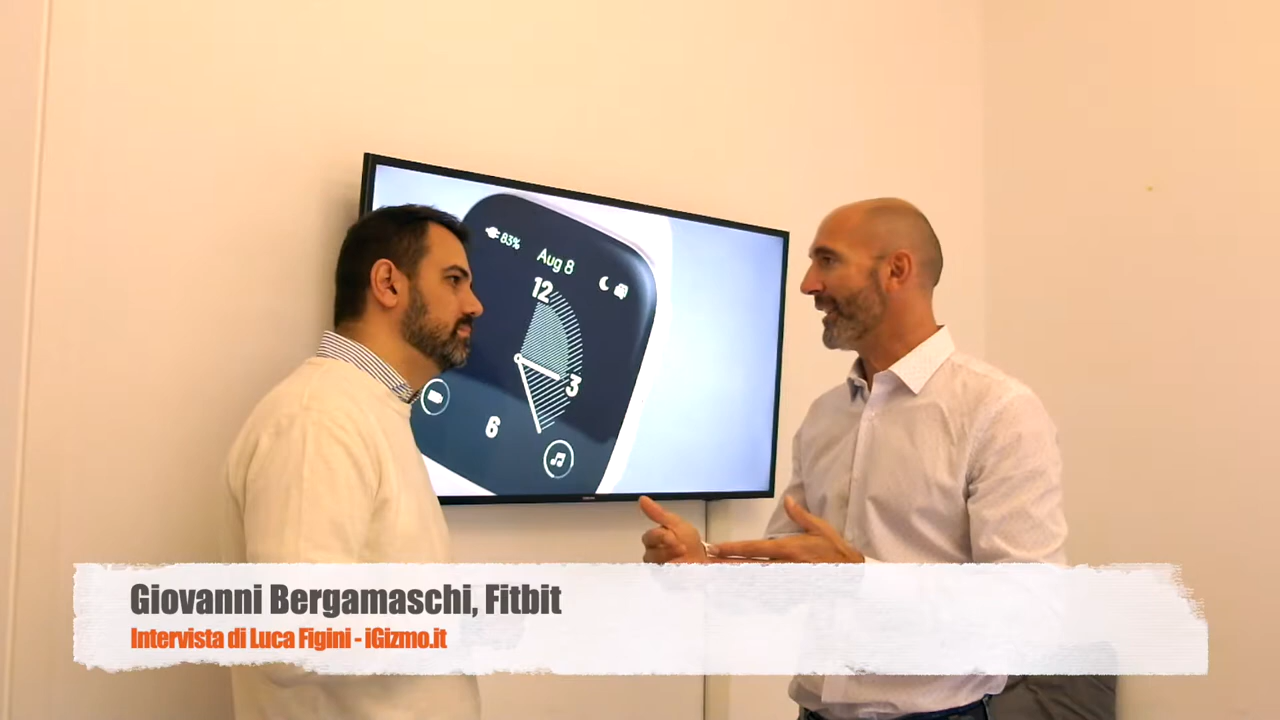 83%
Aug 8
12
3
6
Giovanni Bergamaschi, Fitbit
Intervista di Luca Figini - iGizmo.it